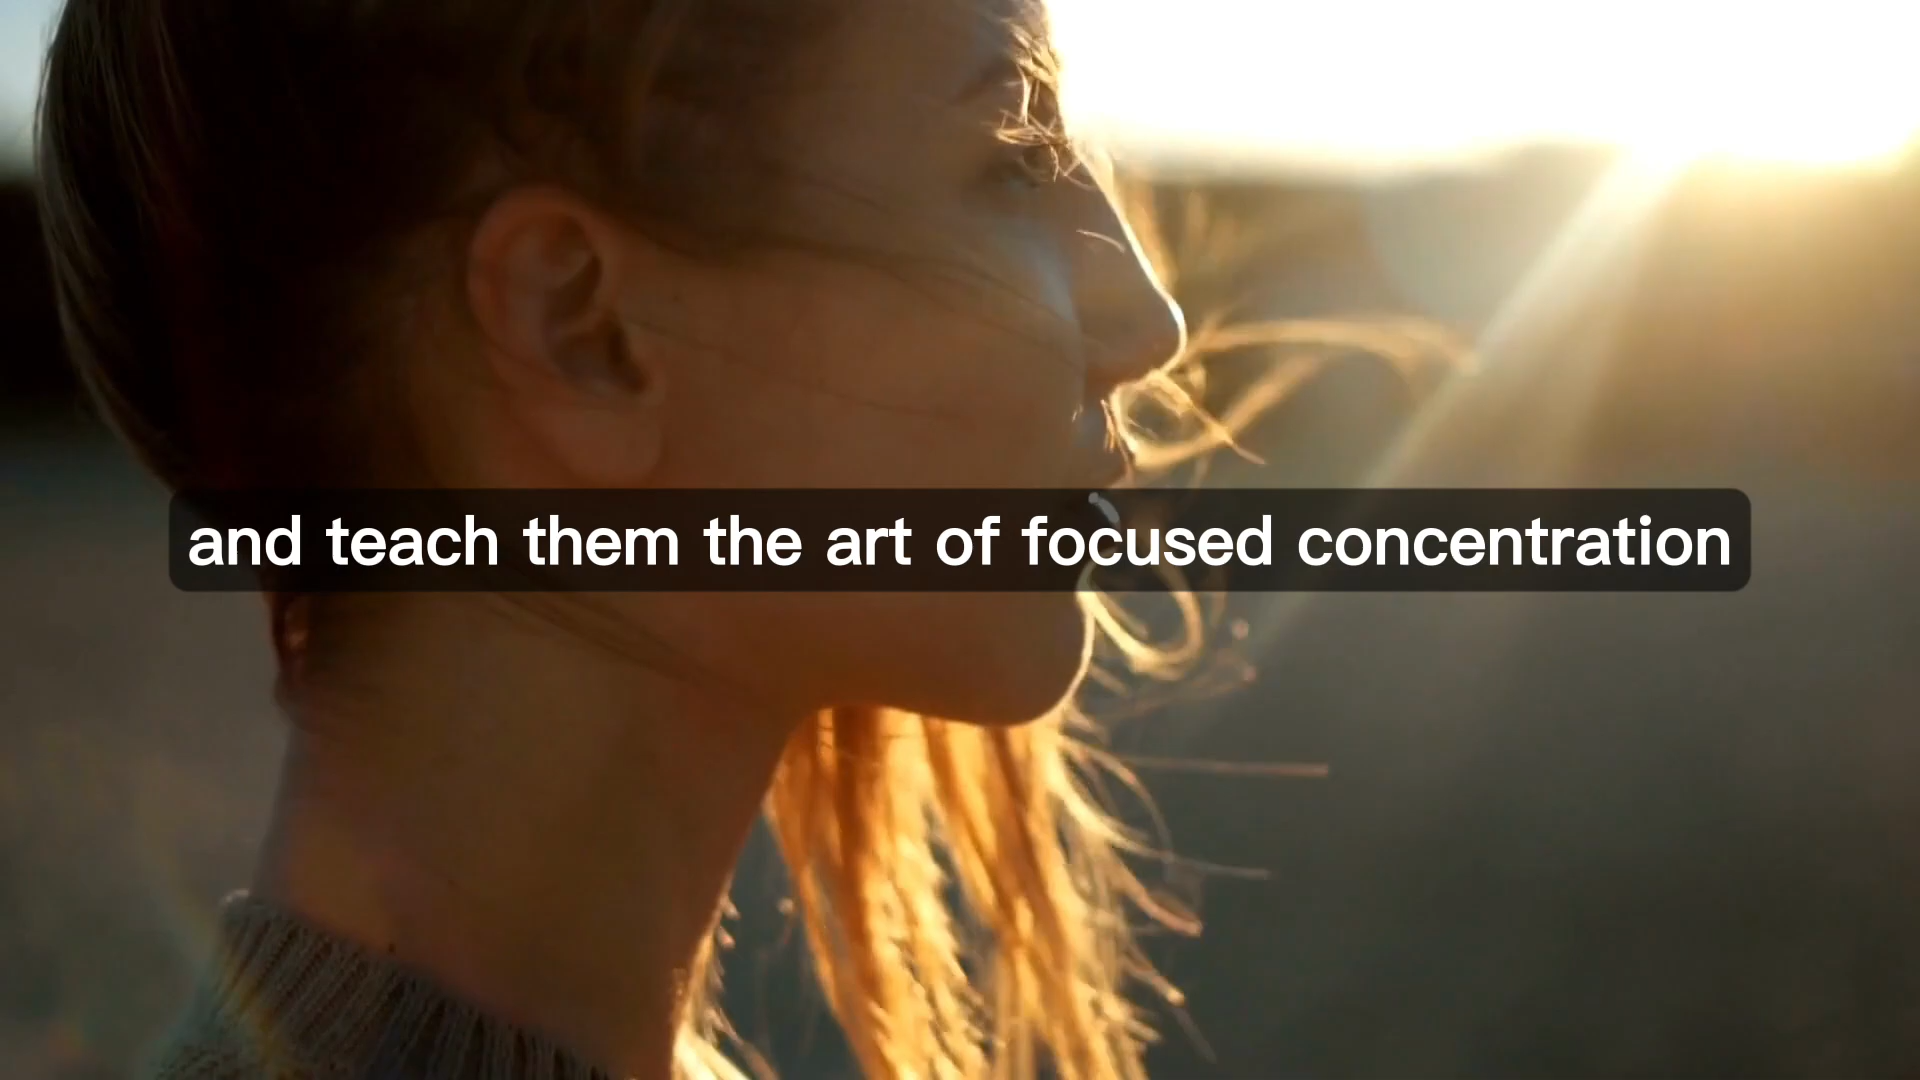 and teach them the art of focused concentration